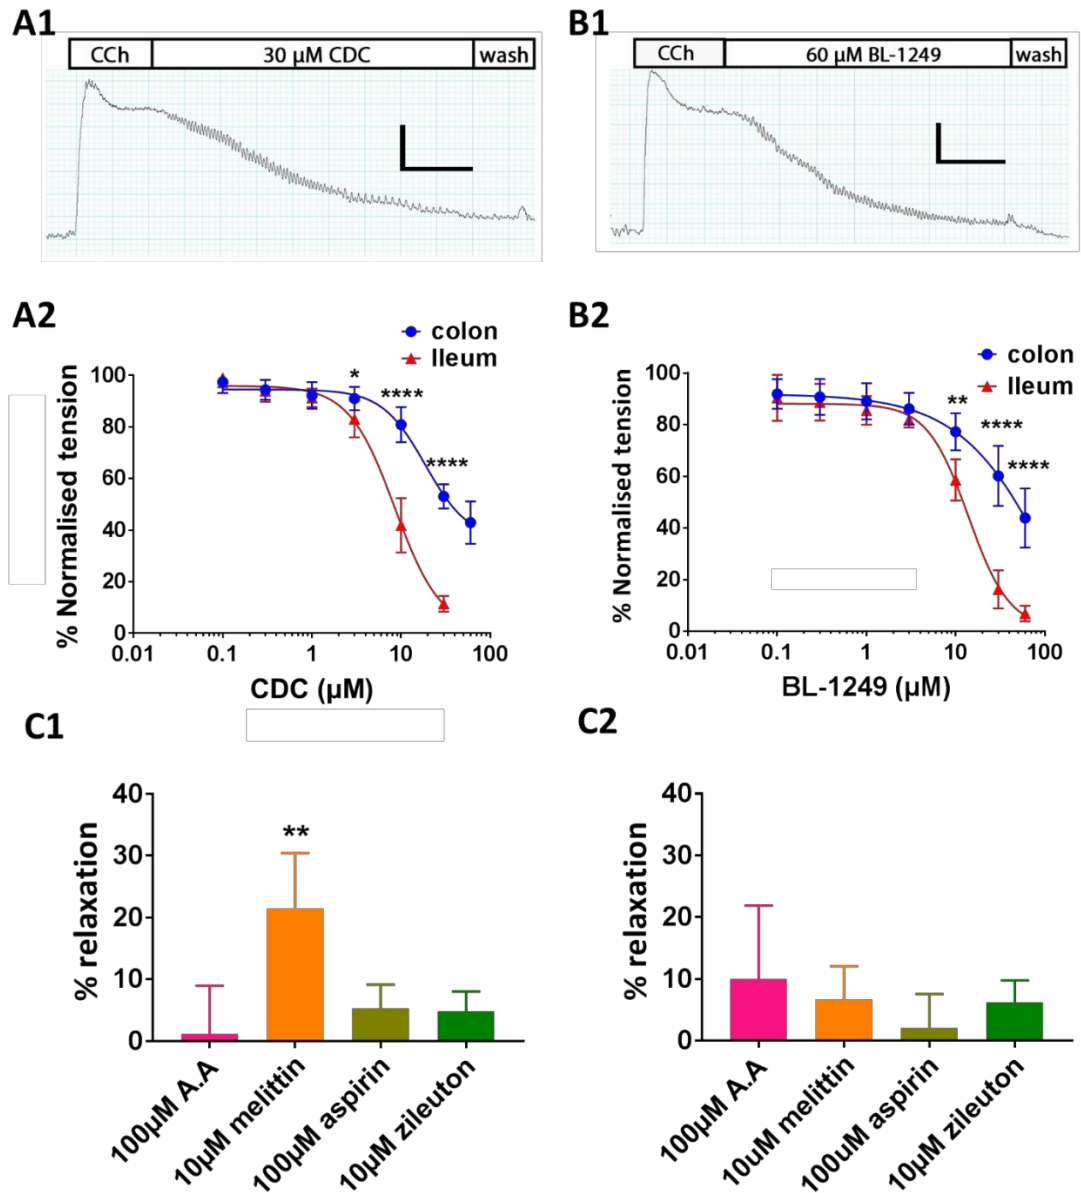 A1
B1
CCh 30 µM CDC wash
CCh 60 µM BL-1249 wash
A2
B2
colon
Ileum
colon
Ileum
% Normalised tension
100
80
60
40
20
0
* **** ****
0.01 0.1 1 10 100
CDC (µM)
% Normalised tension
100
80
60
40
20
0
** **** ****
0.01 0.1 1 10 100
BL-1249 (µM)
C1
C2
% relaxation
40
30
20
10
0
**
100µM A.A
10µM melittin
100µM aspirin
10µM zileuton
% relaxation
40
30
20
10
0
100µM A.A
10uM melittin
100uM aspirin
10µM zileuton